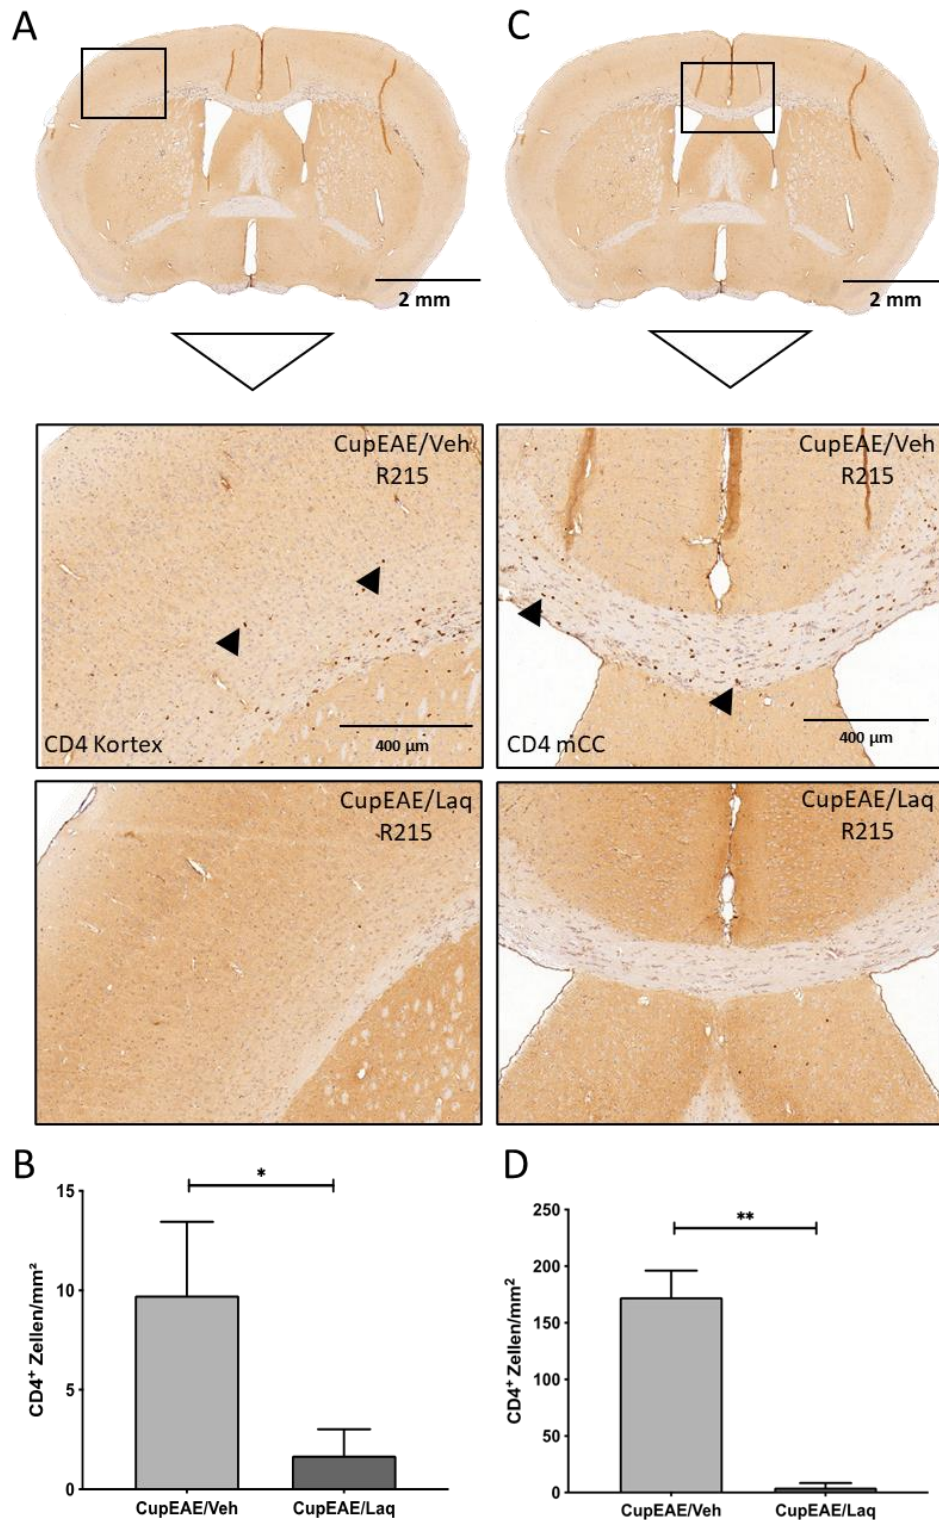 A
C
2 mm
2 mm
CupEAE/Veh
R215
CD4 Kortex
400 µm
CupEAE/Veh
R215
CD4 mCC
400 µm
CupEAE/Laq
R215
CupEAE/Laq
R215
B
*
15
10
5
0
CD4⁺ Zellen/mm²
CupEAE/Veh
CupEAE/Laq
D
**
250
200
150
100
50
0
CD4⁺ Zellen/mm²
CupEAE/Veh
CupEAE/Laq